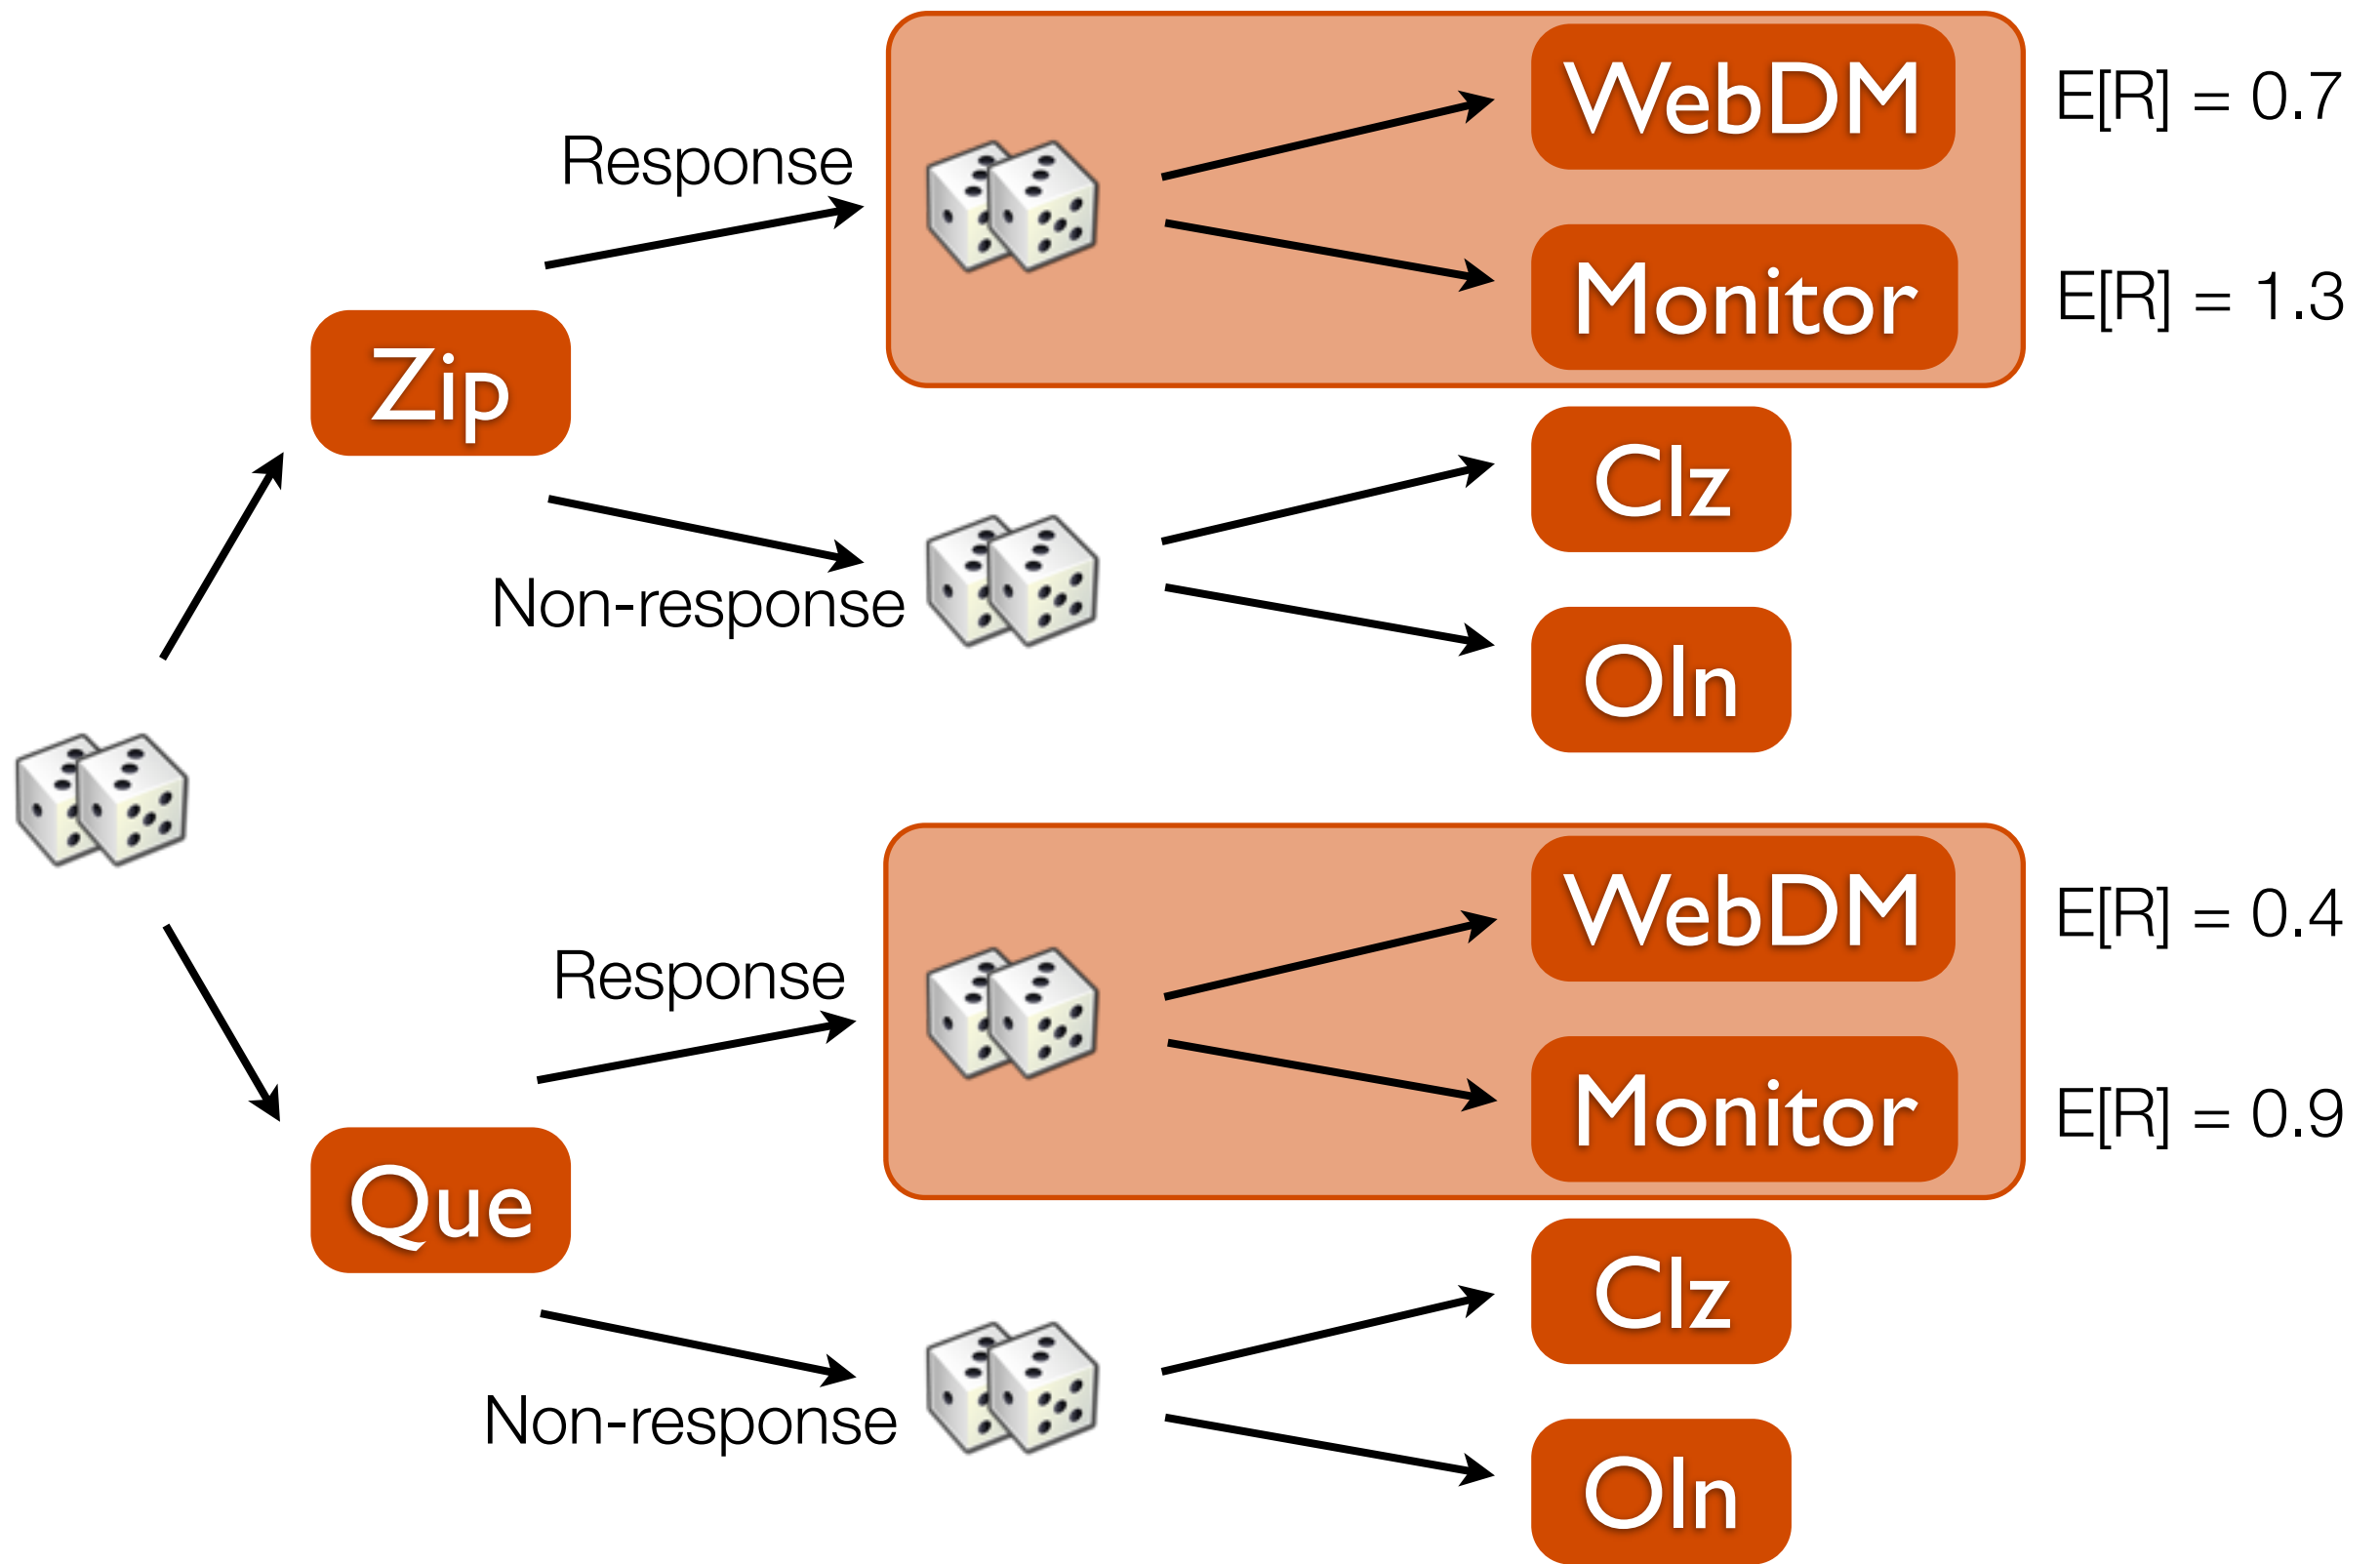 WebDM
E[R] = 0.7
Response
Monitor
E[R] = 1.3
Zip
Clz
Non-response
Oln
WebDM
E[R] = 0.4
Response
Monitor
E[R] = 0.9
Que
Clz
Non-response
Oln